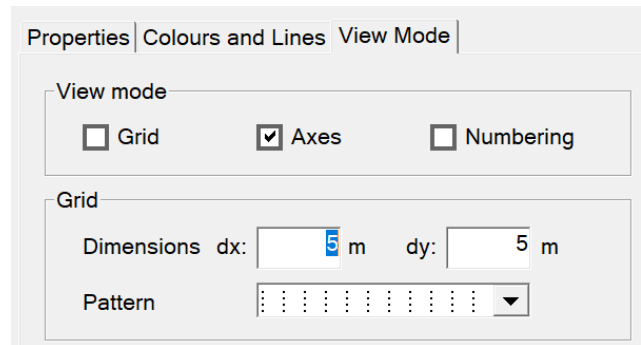 Properties Colours and Lines View Mode
View mode
Grid Axes Numbering
Grid
Dimensions dx: 5 m dy: 5 m
Pattern